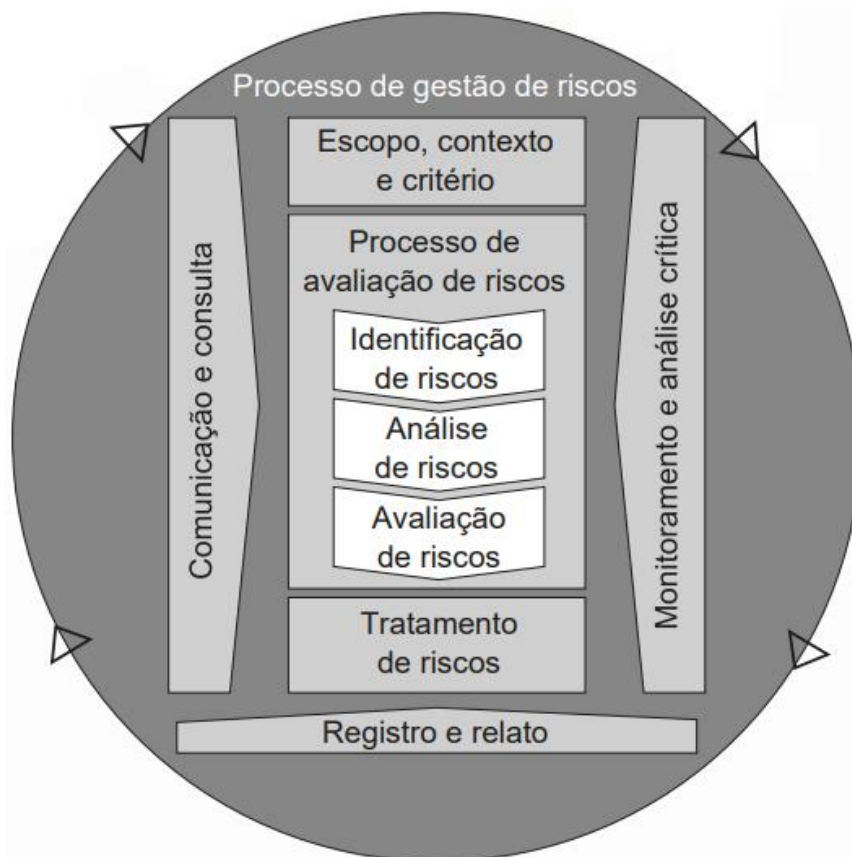 Processo de gestão de riscos
Comunicação e consulta
Escopo, contexto
e critério
Processo de
avaliação de riscos
Identificação
de riscos
Análise
de riscos
Avaliação
de riscos
Tratamento
de riscos
Monitoramento e análise crítica
Registro e relato